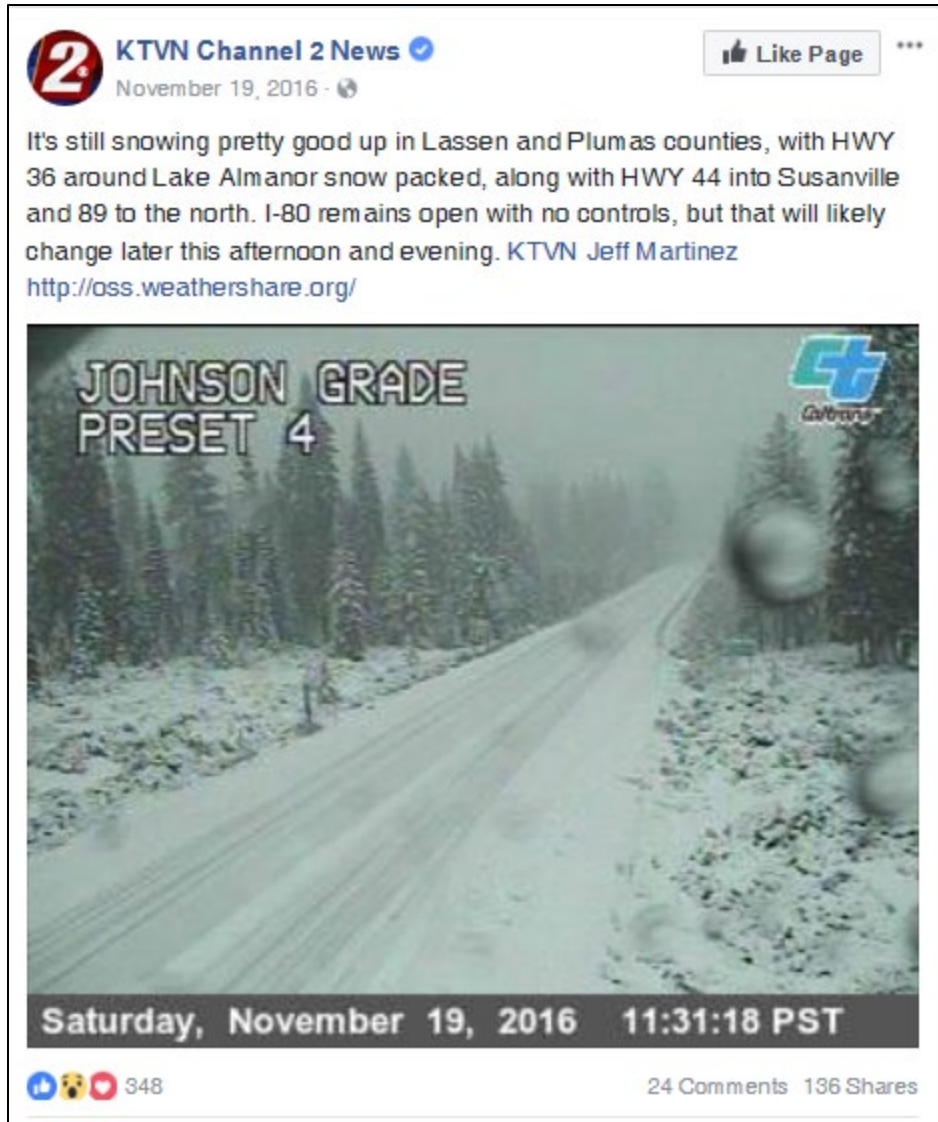 2
KTVN Channel 2 News
Like Page
November 19, 2016
It's still snowing pretty good up in Lassen and Plumas counties, with HWY
36 around Lake Almanor snow packed, along with HWY 44 into Susanville
and 89 to the north. I-80 remains open with no controls, but that will likely
change later this afternoon and evening. KTVN Jeff Martinez
http://oss.weathershare.org/
JOHNSON GRADE
PRESET 4
ct
Caltrans
Saturday, November 19, 2016 11:31:18 PST
348
24 Comments 136 Shares